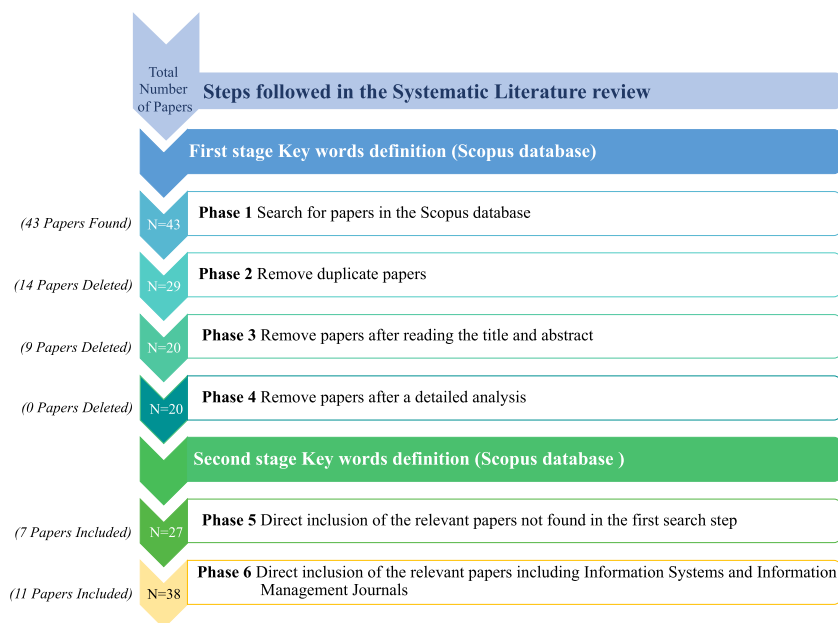 Total
Number
of Papers
Steps followed in the Systematic Literature review
First stage Key words definition (Scopus database)
(43 Papers Found)
N=43
Phase 1 Search for papers in the Scopus database
(14 Papers Deleted)
N=29
Phase 2 Remove duplicate papers
(9 Papers Deleted)
N=20
Phase 3 Remove papers after reading the title and abstract
(0 Papers Deleted)
N=20
Phase 4 Remove papers after a detailed analysis
Second stage Key words definition (Scopus database )
(7 Papers Included)
N=27
Phase 5 Direct inclusion of the relevant papers not found in the first search step
(11 Papers Included)
N=38
Phase 6 Direct inclusion of the relevant papers including Information Systems and Information
Management Journals